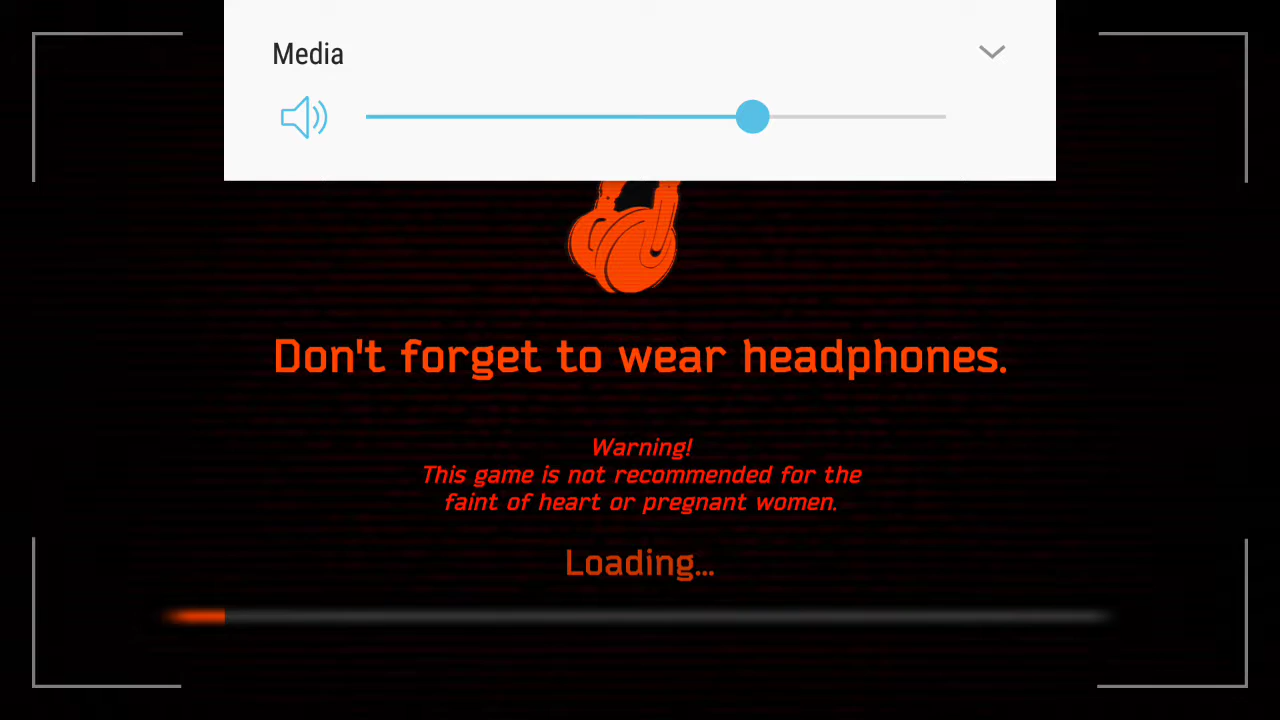 Media
Don't forget to wear headphones.
Warning!
This game is not recommended for the
faint of heart or pregnant women.
Loading...